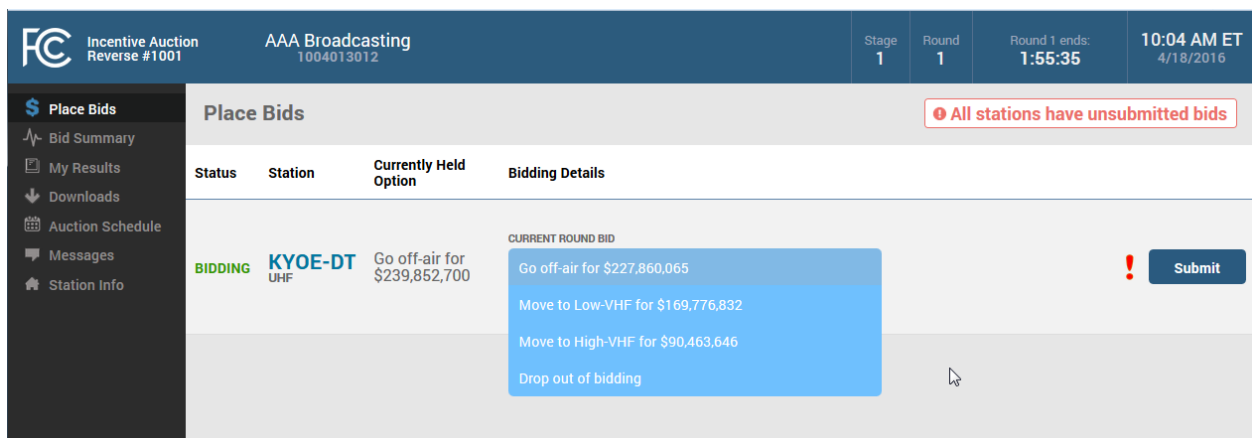 FCC
Incentive Auction
Reverse #1001
AAA Broadcasting
1004013012
Stage
1
Round
1
Round 1 ends:
1:55:35
10:04 AM ET
4/18/2016
$ Place Bids
Bid Summary
My Results
Downloads
Auction Schedule
Messages
Station Info
Place Bids
All stations have unsubmitted bids
Status
Station
Currently Held
Option
Bidding Details
BIDDING
KYOE-DT
UHF
Go off-air for
$239,852,700
CURRENT ROUND BID
Go off-air for $227,860,065
Move to Low-VHF for $169,776,832
Move to High-VHF for $90,463,646
Drop out of bidding
!
Submit